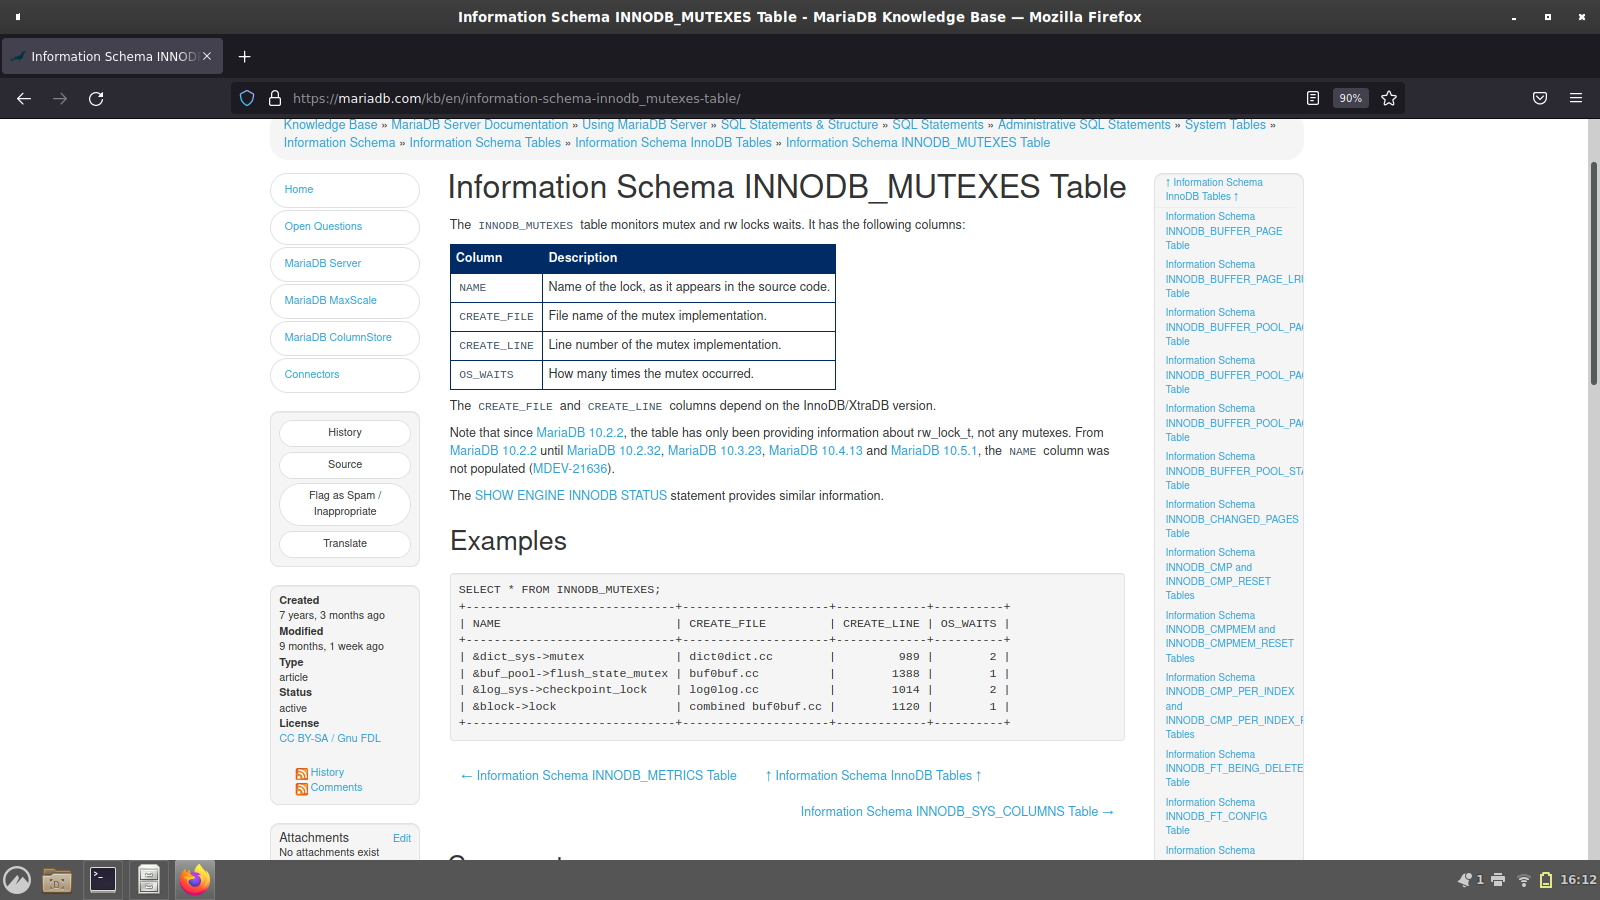 Information Schema INNODB_MUTEXES Table - MariaDB Knowledge Base — Mozilla Firefox
Information Schema INNOD
https://mariadb.com/kb/en/information-schema-innodb_mutexes-table/
90%
Knowledge Base » MariaDB Server Documentation » Using MariaDB Server » SQL Statements & Structure » SQL Statements » Administrative SQL Statements » System Tables »
Information Schema » Information Schema Tables » Information Schema InnoDB Tables » Information Schema INNODB_MUTEXES Table
Home
Open Questions
MariaDB Server
MariaDB MaxScale
MariaDB ColumnStore
Connectors
History
Source
Flag as Spam /
Inappropriate
Translate
Created
7 years, 3 months ago
Modified
9 months, 1 week ago
Type
article
Status
active
License
CC BY-SA / Gnu FDL
History
Comments
Attachments Edit
No attachments exist
Information Schema INNODB_MUTEXES Table
The INNODB_MUTEXES table monitors mutex and rw locks waits. It has the following columns:
Column Description
NAME Name of the lock, as it appears in the source code.
CREATE_FILE File name of the mutex implementation.
CREATE_LINE Line number of the mutex implementation.
OS_WAITS How many times the mutex occurred.
The CREATE_FILE and CREATE_LINE columns depend on the InnoDB/XtraDB version.
Note that since MariaDB 10.2.2, the table has only been providing information about rw_lock_t, not any mutexes. From
MariaDB 10.2.2 until MariaDB 10.2.32, MariaDB 10.3.23, MariaDB 10.4.13 and MariaDB 10.5.1, the NAME column was
not populated (MDEV-21636).
The SHOW ENGINE INNODB STATUS statement provides similar information.
Examples
SELECT * FROM INNODB_MUTEXES;
+------------------------------+---------------------+-------------+----------+
| NAME                         | CREATE_FILE         | CREATE_LINE | OS_WAITS |
+------------------------------+---------------------+-------------+----------+
| &dict_sys->mutex             | dict0dict.cc        |         989 |        2 |
| &buf_pool->flush_state_mutex | buf0buf.cc          |        1388 |        1 |
| &log_sys->checkpoint_lock    | log0log.cc          |        1014 |        2 |
| &block->lock                 | combined buf0buf.cc |        1120 |        1 |
+------------------------------+---------------------+-------------+----------+
← Information Schema INNODB_METRICS Table ↑ Information Schema InnoDB Tables ↑
Information Schema INNODB_SYS_COLUMNS Table →
↑ Information Schema
InnoDB Tables ↑
Information Schema
INNODB_BUFFER_PAGE
Table
Information Schema
INNODB_BUFFER_PAGE_LR
Table
Information Schema
INNODB_BUFFER_POOL_PA
Table
Information Schema
INNODB_BUFFER_POOL_PA
Table
Information Schema
INNODB_BUFFER_POOL_PA
Table
Information Schema
INNODB_BUFFER_POOL_STA
Table
Information Schema
INNODB_CHANGED_PAGES
Table
Information Schema
INNODB_CMP and
INNODB_CMP_RESET
Tables
Information Schema
INNODB_CMPMEM and
INNODB_CMPMEM_RESET
Tables
Information Schema
INNODB_CMP_PER_INDEX
and
INNODB_CMP_PER_INDEX_
Tables
Information Schema
INNODB_FT_BEING_DELETE
Table
Information Schema
INNODB_FT_CONFIG
Table
Information Schema
1
16:12